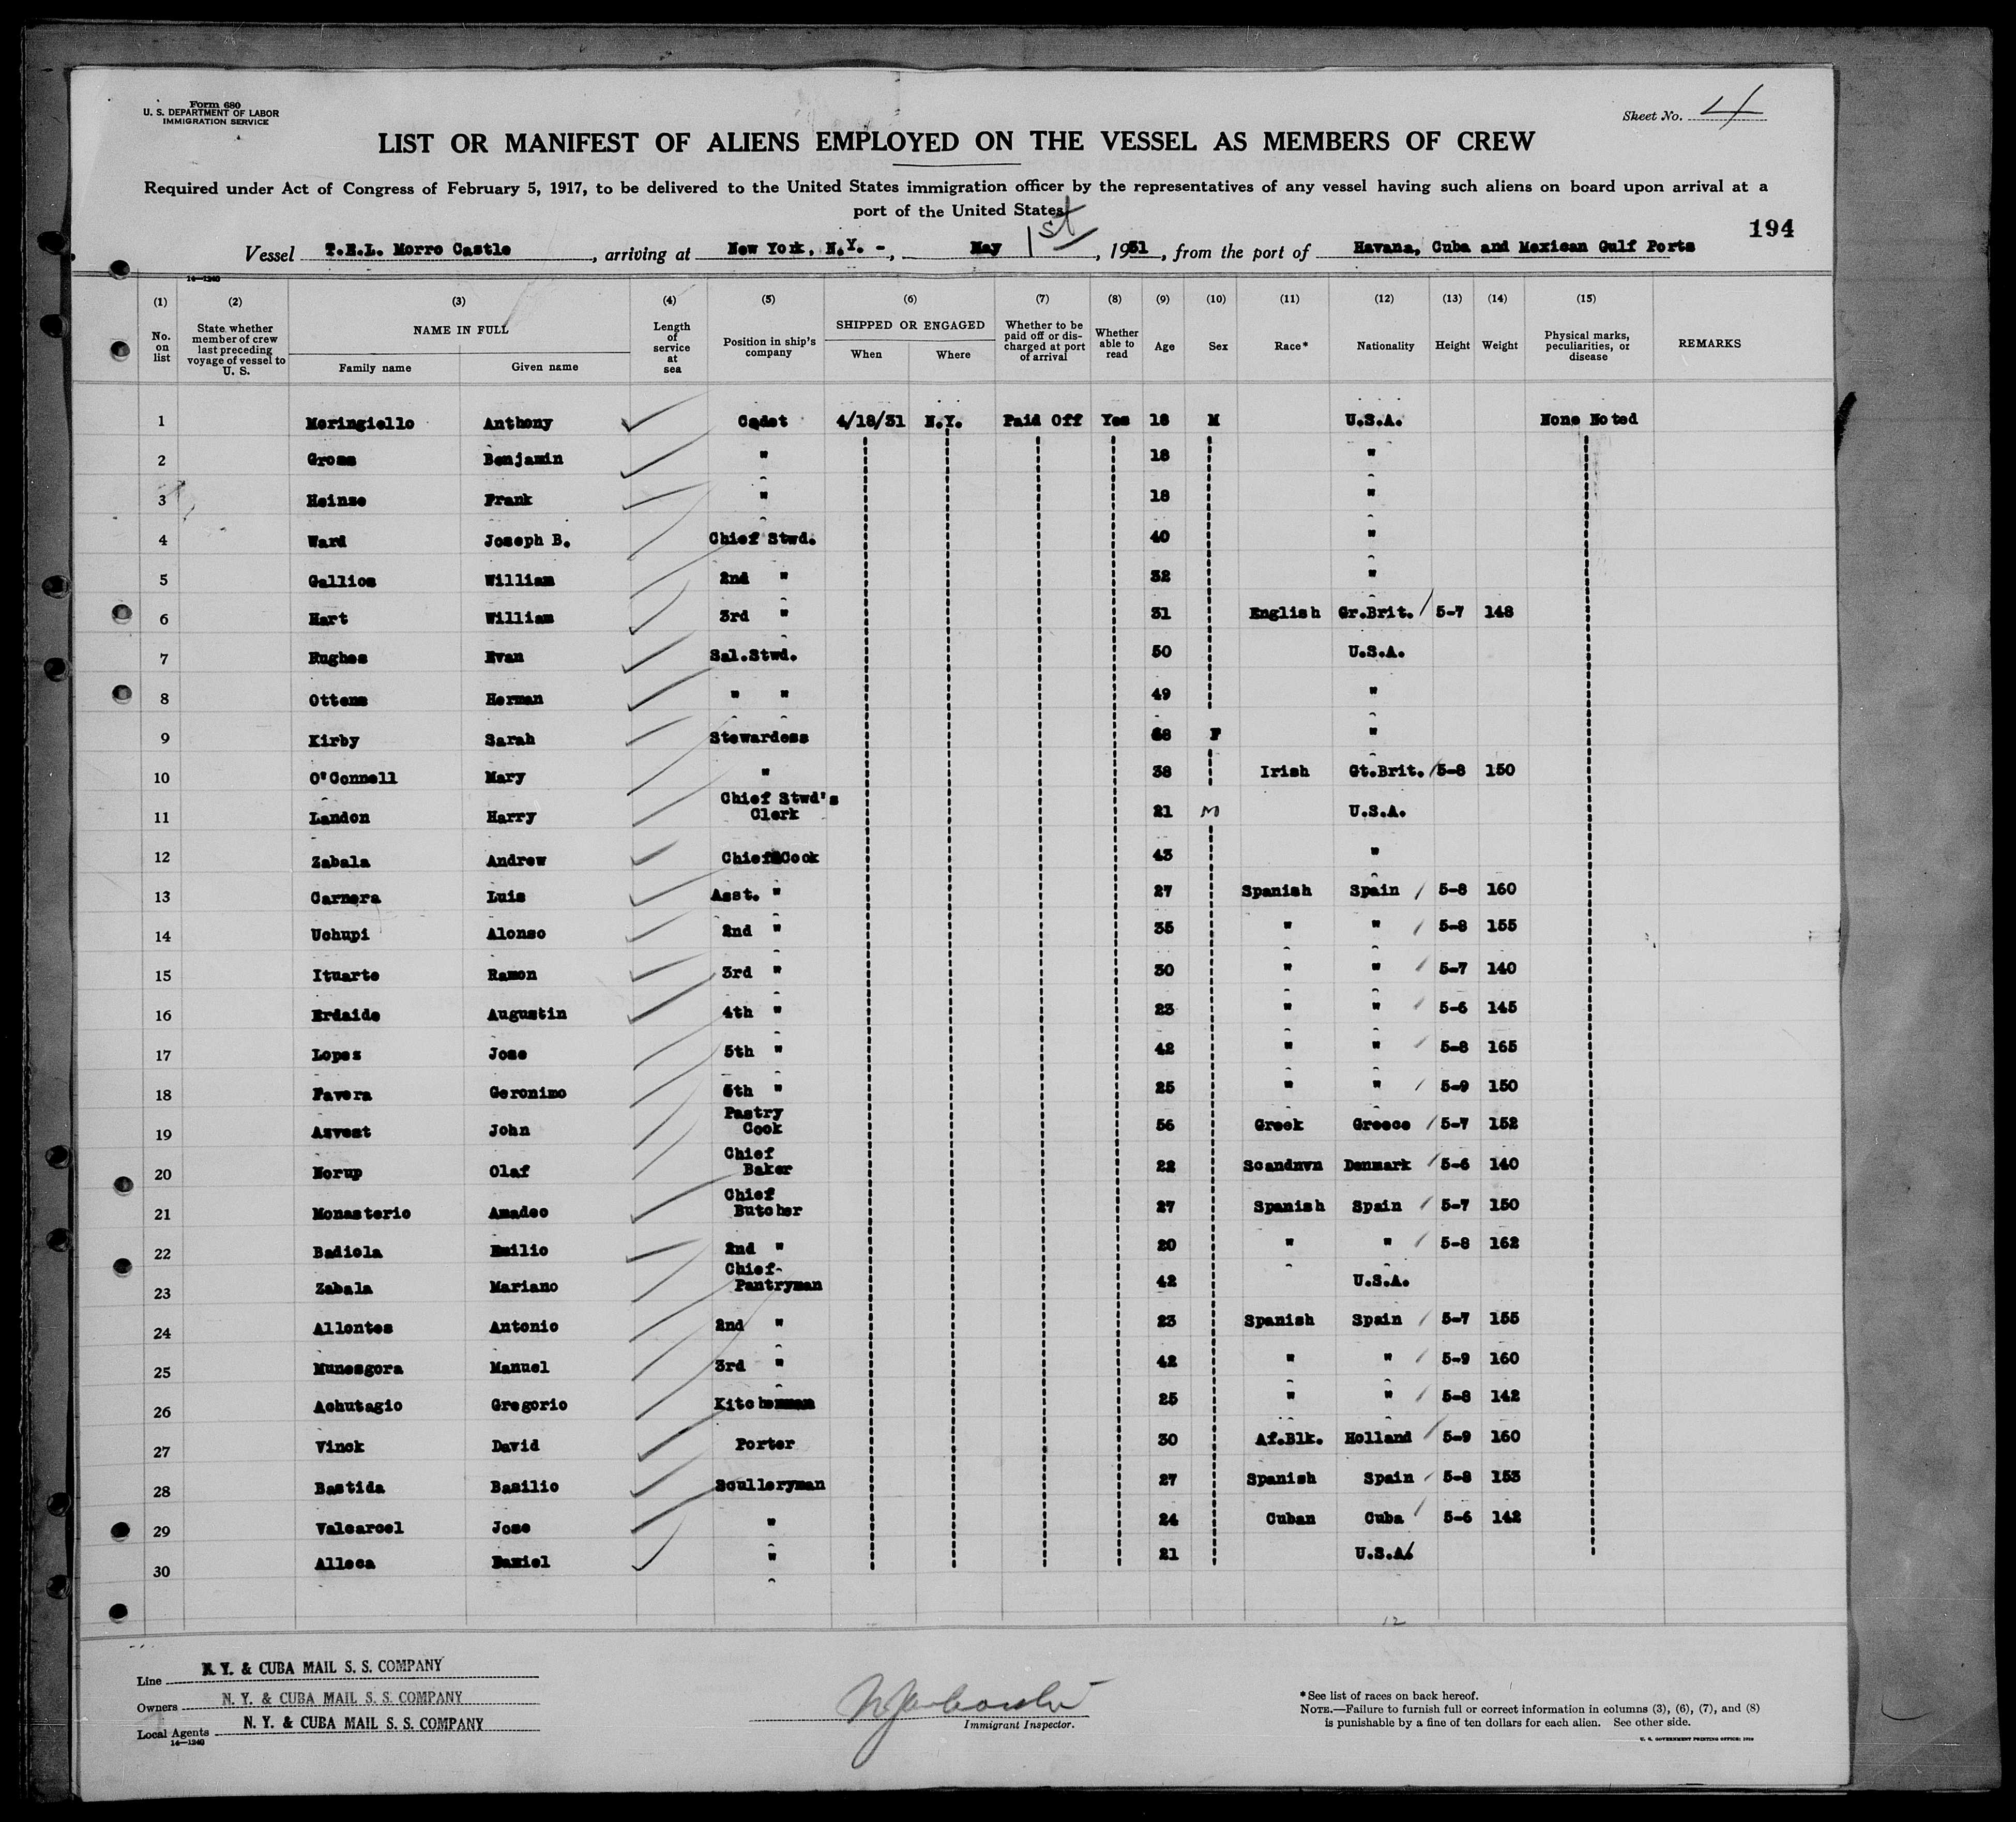 Form 680
U. S. DEPARTMENT OF LABOR
IMMIGRATION SERVICE
Sheet No. 4
LIST OR MANIFEST OF ALIENS EMPLOYED ON THE VESSEL AS MEMBERS OF CREW
Required under Act of Congress of February 5, 1917, to be delivered to the United States immigration officer by the representatives of any vessel having such aliens on board upon arrival at a
port of the United States
194
Vessel T.E.L. Morro Castle, arriving at New York, N.Y. -, May 1st, 1931, from the port of Havana, Cuba and Mexican Gulf Ports
14—1240
(1) (2) (3) (4) (5) (6) (7) (8) (9) (10) (11) (12) (13) (14) (15)
No. on list
State whether member of crew last preceding voyage of vessel to U. S.
NAME IN FULL
Family name Given name
Length of service at sea
Position in ship's company
SHIPPED OR ENGAGED
When Where
Whether to be paid off or discharged at port of arrival
Whether able to read
Age Sex Race* Nationality Height Weight
Physical marks, peculiarities, or disease
REMARKS
1 Meringiello Anthony Cadet 4/18/31 N.Y. Paid Off Yes 18 M U.S.A. None Noted
2 Gross Benjamin " 18 "
3 Heinze Frank " 18 "
4 Ward Joseph B. Chief Stwd. 40 "
5 Gallios William 2nd " 32 "
6 Hart William 3rd " 31 English Gr.Brit. 5-7 148
7 Hughes Evan Sal.Stwd. 50 U.S.A.
8 Ottens Herman " " 49 "
9 Kirby Sarah Stewardess F "
10 O'Connell Mary " 38 Irish Gt.Brit. 5-8 150
11 Landon Harry Chief Stwd's Clerk 21 M U.S.A.
12 Zabala Andrew Chief Cook 43 "
13 Carnera Luis Asst. " 27 Spanish Spain 5-8 160
14 Uchupi Alonso 2nd " 35 " " 5-8 155
15 Ituarte Ramon 3rd " 30 " " 5-7 140
16 Erdaide Augustin 4th " 23 " " 5-6 145
17 Lopez Jose 5th " 42 " " 5-8 165
18 Favera Geronimo 6th " 25 " " 5-9 150
19 Asvest John Pastry Cook 56 Greek Greece 5-7 152
20 Norup Olaf Chief Baker 22 Scandnvn Denmark 5-6 140
21 Monasterio Amadeo Chief Butcher 27 Spanish Spain 5-7 150
22 Badiola Emilio 2nd " 20 " " 5-8 162
23 Zabala Mariano Chief Pantryman 42 U.S.A.
24 Allontes Antonio 2nd " 23 Spanish Spain 5-7 155
25 Munesgora Manuel 3rd " 42 " " 5-9 160
26 Achutagio Gregorio Kitchenman 25 " " 5-8 142
27 Vinck David Porter 30 Af.Blk. Holland 5-9 160
28 Bastida Basilio Sculleryman 27 Spanish Spain 5-8 153
29 Valcarcel Jose " 24 Cuban Cuba 5-6 142
30 Alleca Daniel " 21 U.S.A.
12
Line N. Y. & CUBA MAIL S. S. COMPANY
Owners N. Y. & CUBA MAIL S. S. COMPANY
Local Agents N. Y. & CUBA MAIL S. S. COMPANY
14—1240
Immigrant Inspector.
*See list of races on back hereof.
NOTE.—Failure to furnish full or correct information in columns (3), (6), (7), and (8)
is punishable by a fine of ten dollars for each alien. See other side.